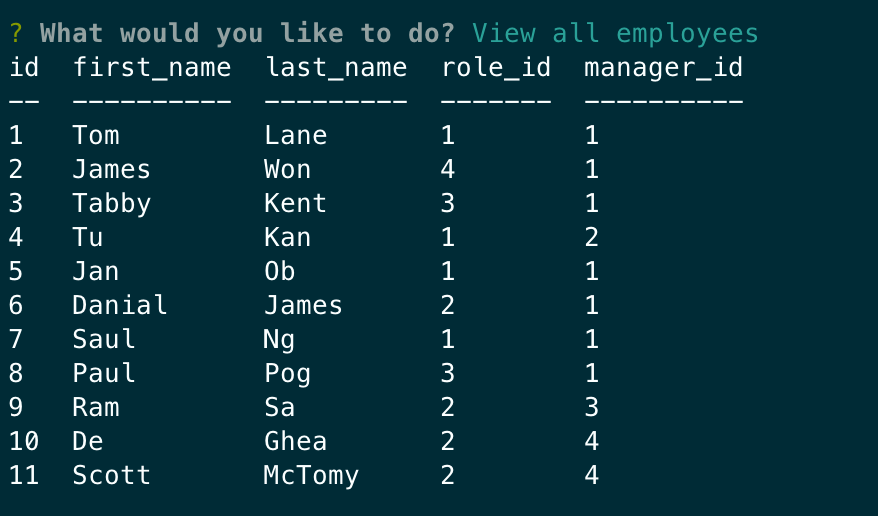 ? What would you like to do? View all employees
id  first_name  last_name  role_id  manager_id
--  ----------  ---------  -------  ----------
1   Tom         Lane       1        1
2   James       Won        4        1
3   Tabby       Kent       3        1
4   Tu          Kan        1        2
5   Jan         Ob         1        1
6   Danial      James      2        1
7   Saul        Ng         1        1
8   Paul        Pog        3        1
9   Ram         Sa         2        3
10  De          Ghea       2        4
11  Scott       McTomy     2        4